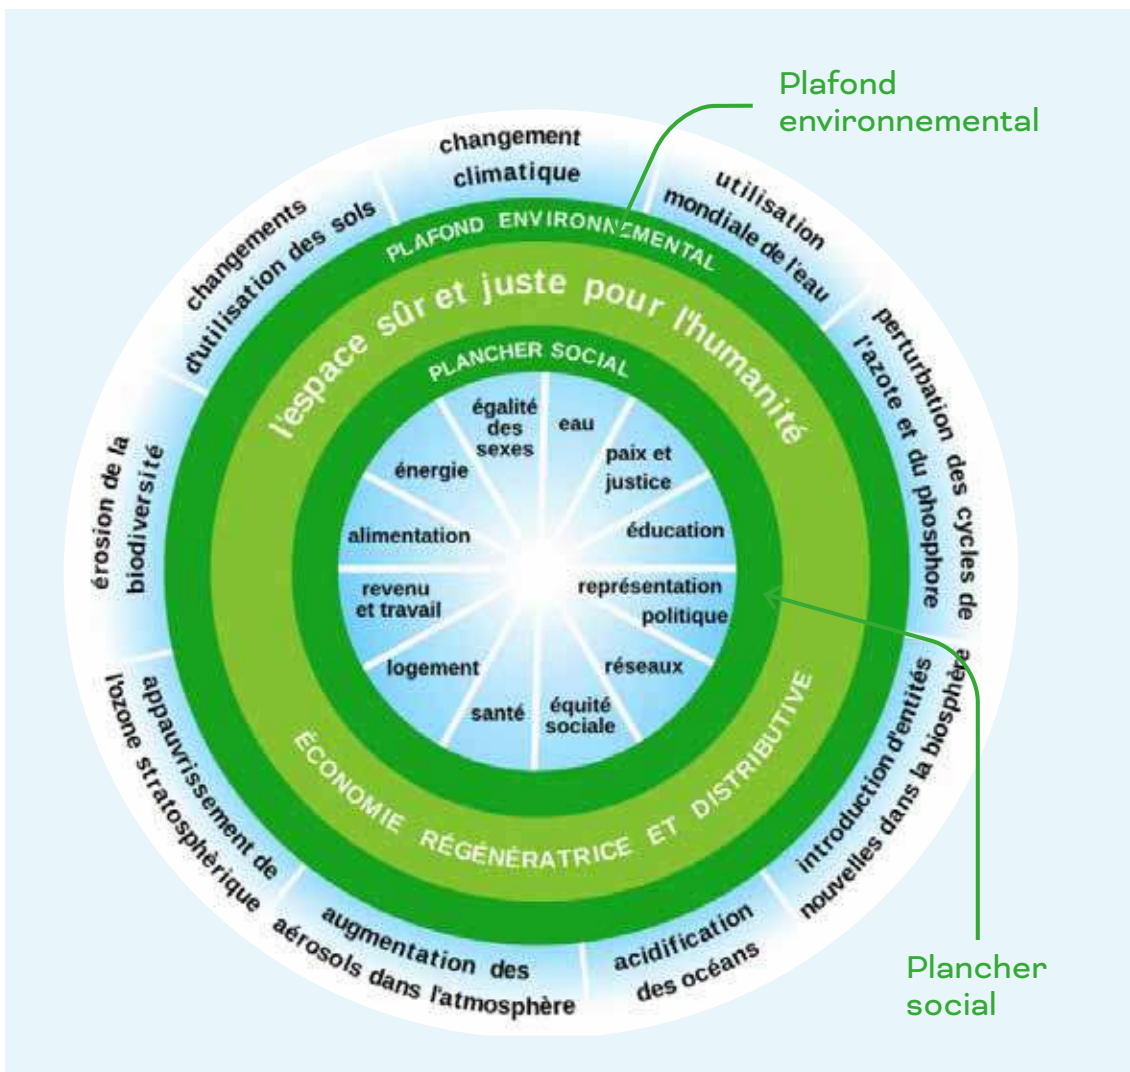 Plafond
environnemental
changement
climatique
utilisation
mondiale de l'eau
perturbation des cycles de
l'azote et du phosphore
introduction d'entités
nouvelles dans la biosphère
acidification
des océans
augmentation des
aérosols dans l'atmosphère
appauvrissement de
l'ozone stratosphèrique
érosion de la
biodiversité
changements
d'utilisation des sols
PLAFOND ENVIRONNEMENTAL
l'espace sûr et juste pour l'humanité
PLANCHER SOCIAL
égalité
des
sexes
eau
paix et
justice
éducation
représentation
politique
réseaux
équité
sociale
santé
logement
revenu
et travail
alimentation
énergie
ÉCONOMIE RÉGÉNÉRATRICE ET DISTRIBUTIVE
Plancher
social